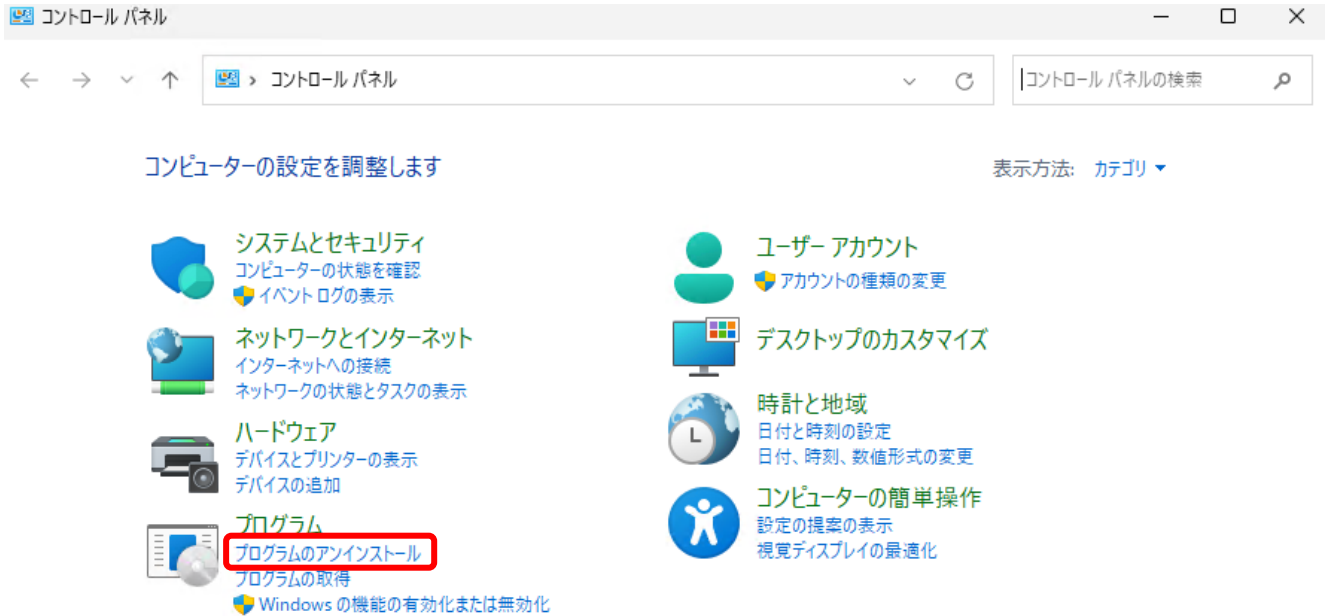 コントロール パネル
コントロール パネル
コントロール パネルの検索
コンピューターの設定を調整します
表示方法: カテゴリ
システムとセキュリティ
コンピューターの状態を確認
イベント ログの表示
ネットワークとインターネット
インターネットへの接続
ネットワークの状態とタスクの表示
ハードウェア
デバイスとプリンターの表示
デバイスの追加
プログラム
プログラムのアンインストール
プログラムの取得
Windows の機能の有効化または無効化
ユーザー アカウント
アカウントの種類の変更
デスクトップのカスタマイズ
時計と地域
日付と時刻の設定
日付、時刻、数値形式の変更
コンピューターの簡単操作
設定の提案の表示
視覚ディスプレイの最適化